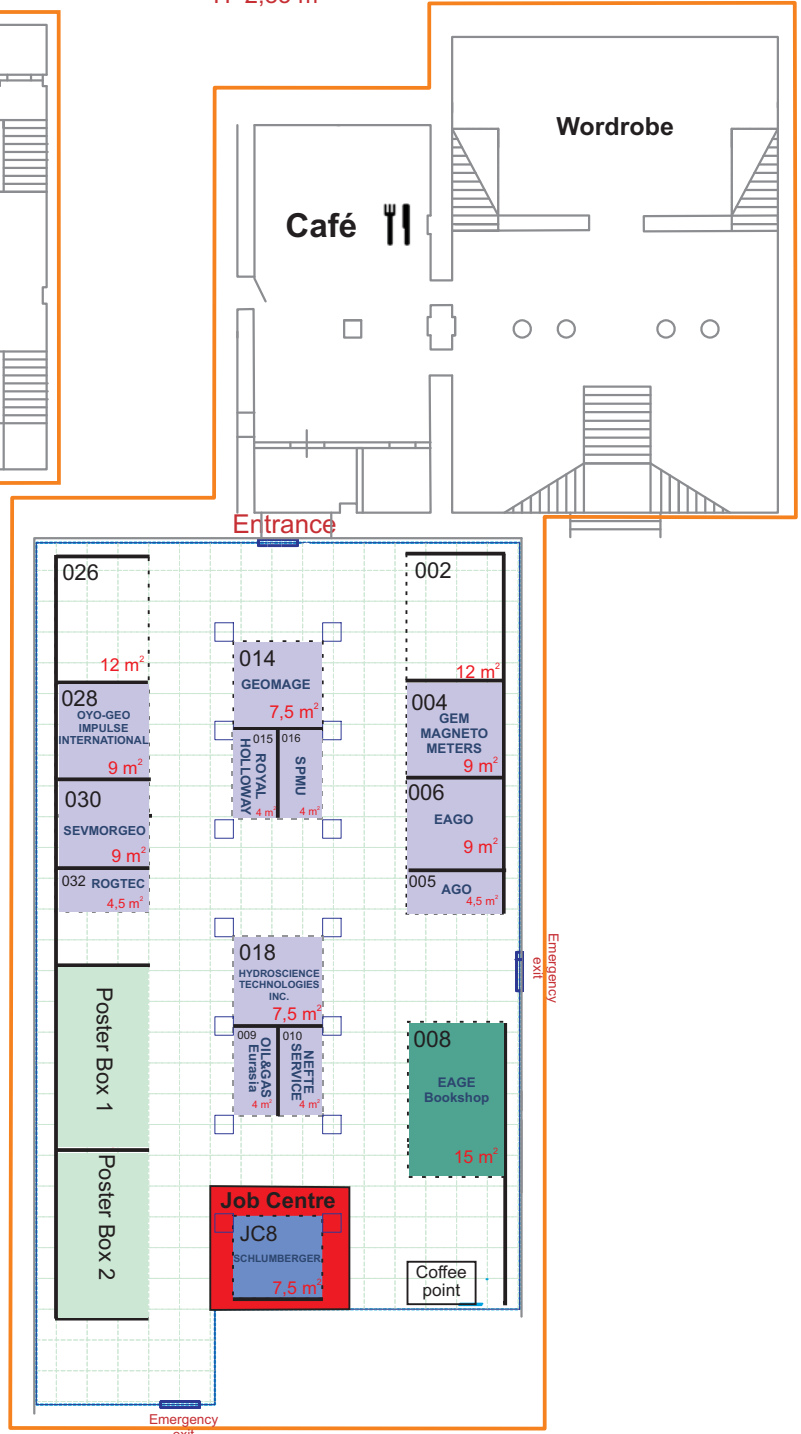 Wordrobe
Café
Entrance
026
12 m²
002
12 m²
014
GEOMAGE
7,5 m²
028
OYO-GEO
IMPULSE
INTERNATIONAL
9 m²
004
GEM
MAGNETO
METERS
9 m²
015
ROYAL
HOLLOWAY
4 m²
016
SPMU
4 m²
030
SEVMORGEO
9 m²
006
EAGO
9 m²
032 ROGTEC
4,5 m²
005 AGO
4,5 m²
018
HYDROSCIENCE
TECHNOLOGIES
INC.
7,5 m²
Emergency
exit
Poster Box 1
009
OIL&GAS
Eurasia
4 m²
010
NEFTE
SERVICE
4 m²
008
EAGE
Bookshop
15 m²
Poster Box 2
Job Centre
JC8
SCHLUMBERGER
7,5 m²
Coffee
point
Emergency
exit